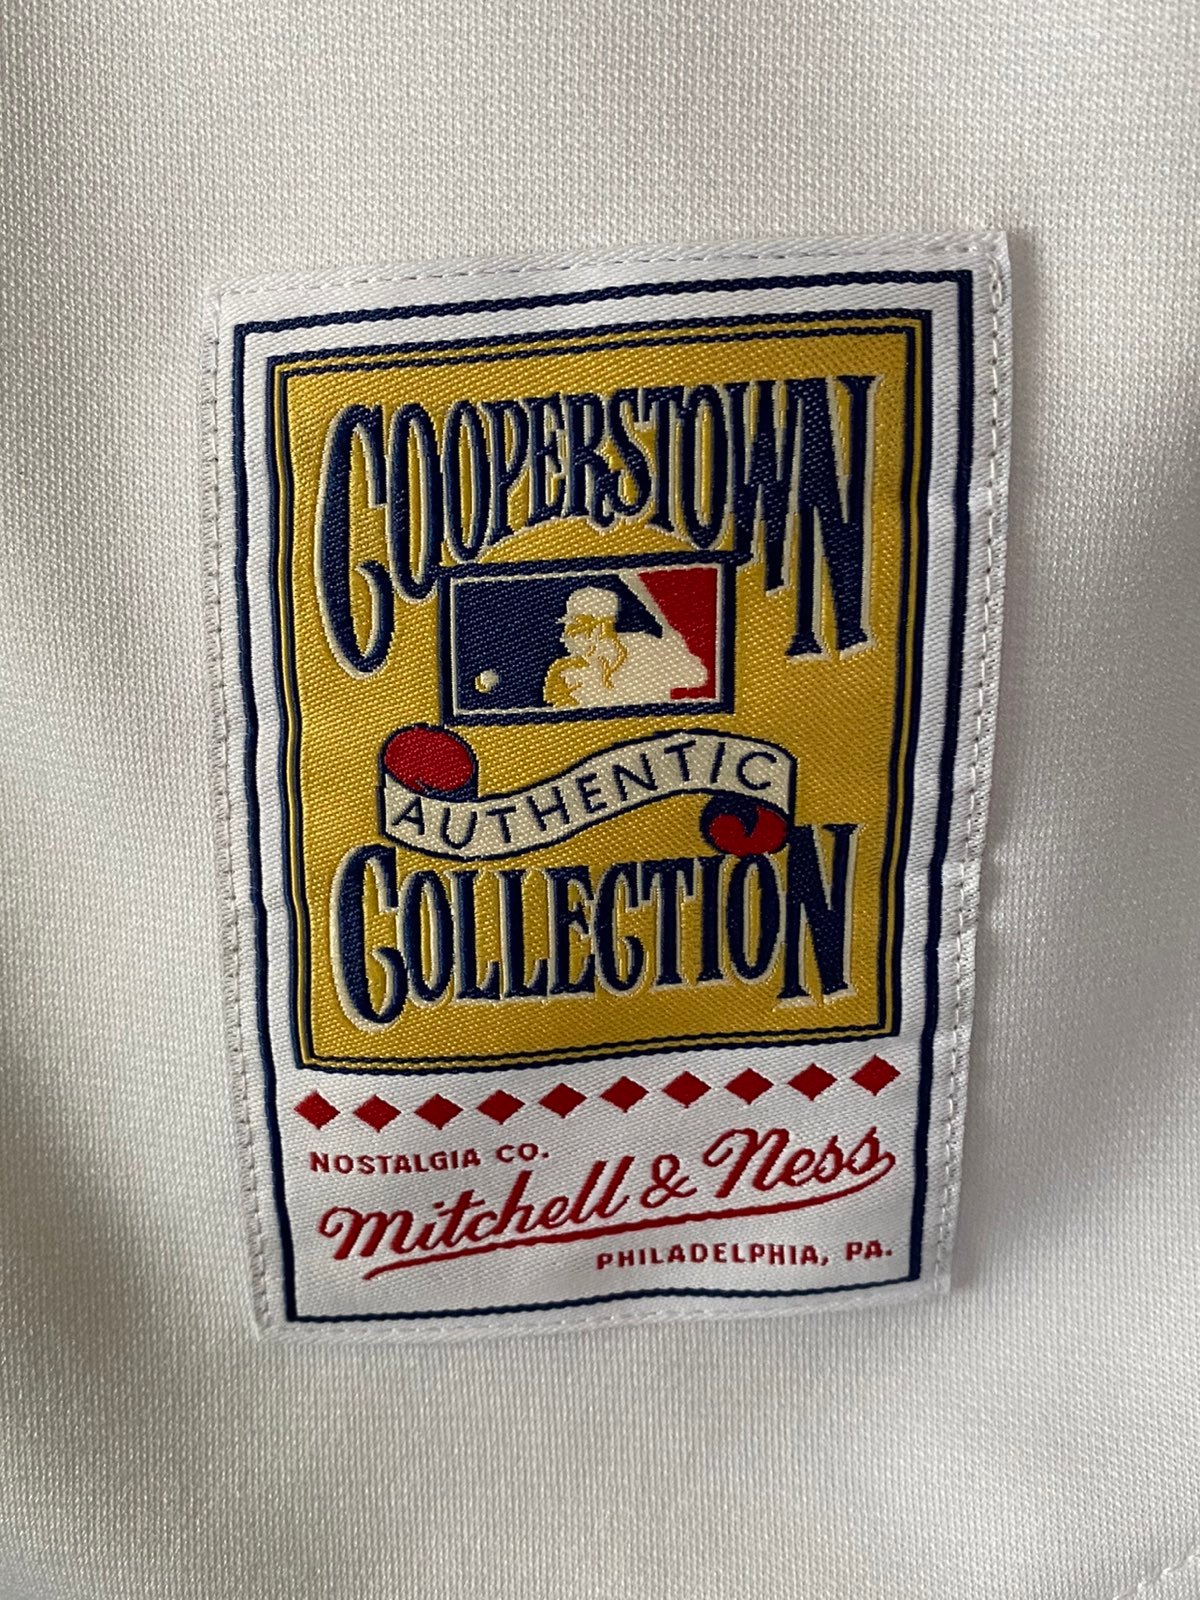 COOPERSTOWN
AUTHENTIC
COLLECTION
NOSTALGIA CO.
Mitchell & Ness
PHILADELPHIA, PA.